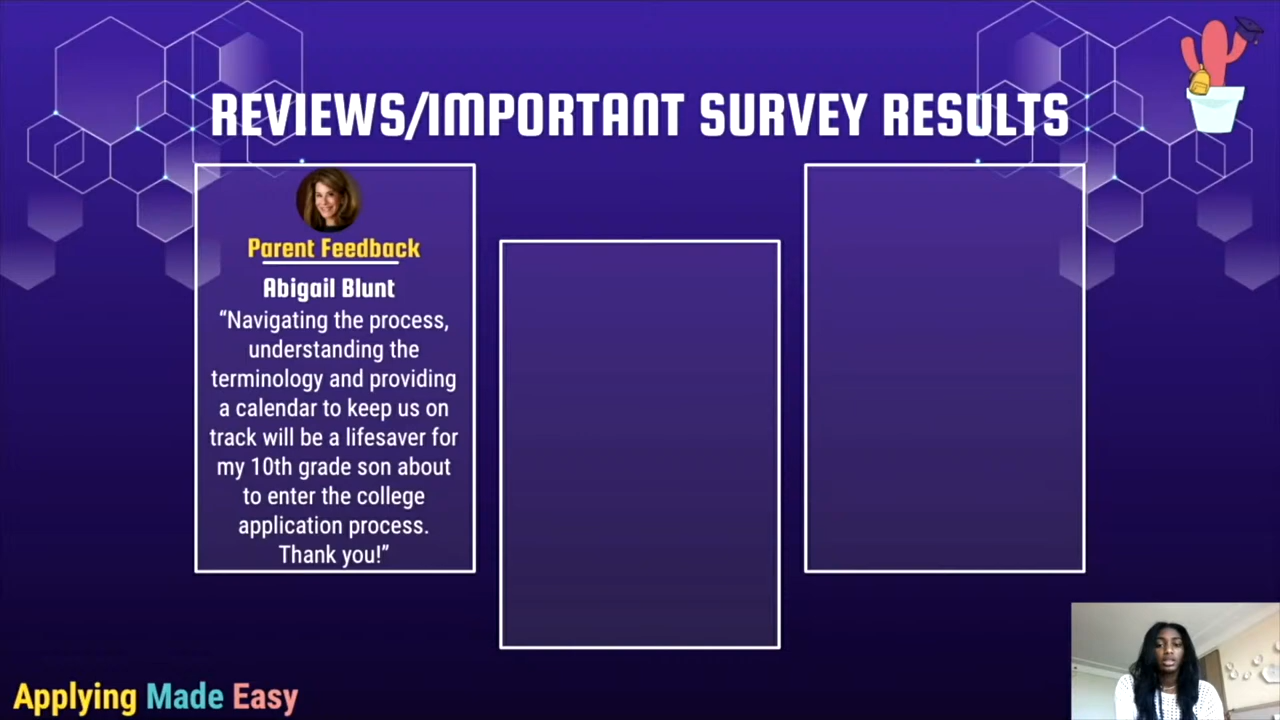 REVIEWS/IMPORTANT SURVEY RESULTS
Parent Feedback
Abigail Blunt
“Navigating the process,
understanding the
terminology and providing
a calendar to keep us on
track will be a lifesaver for
my 10th grade son about
to enter the college
application process.
Thank you!”
Applying Made Easy